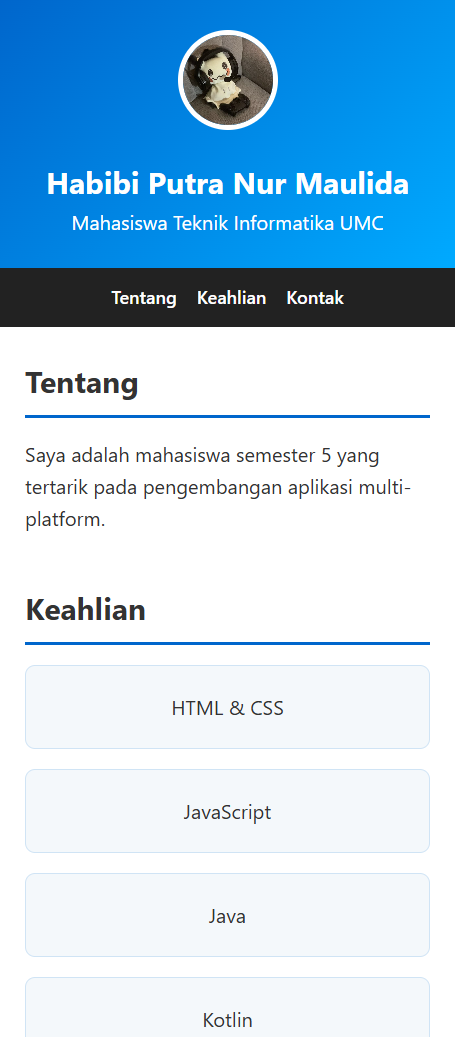 Habibi Putra Nur Maulida
Mahasiswa Teknik Informatika UMC
Tentang Keahlian Kontak
Tentang
Saya adalah mahasiswa semester 5 yang
tertarik pada pengembangan aplikasi multi-
platform.
Keahlian
HTML & CSS
JavaScript
Java
Kotlin